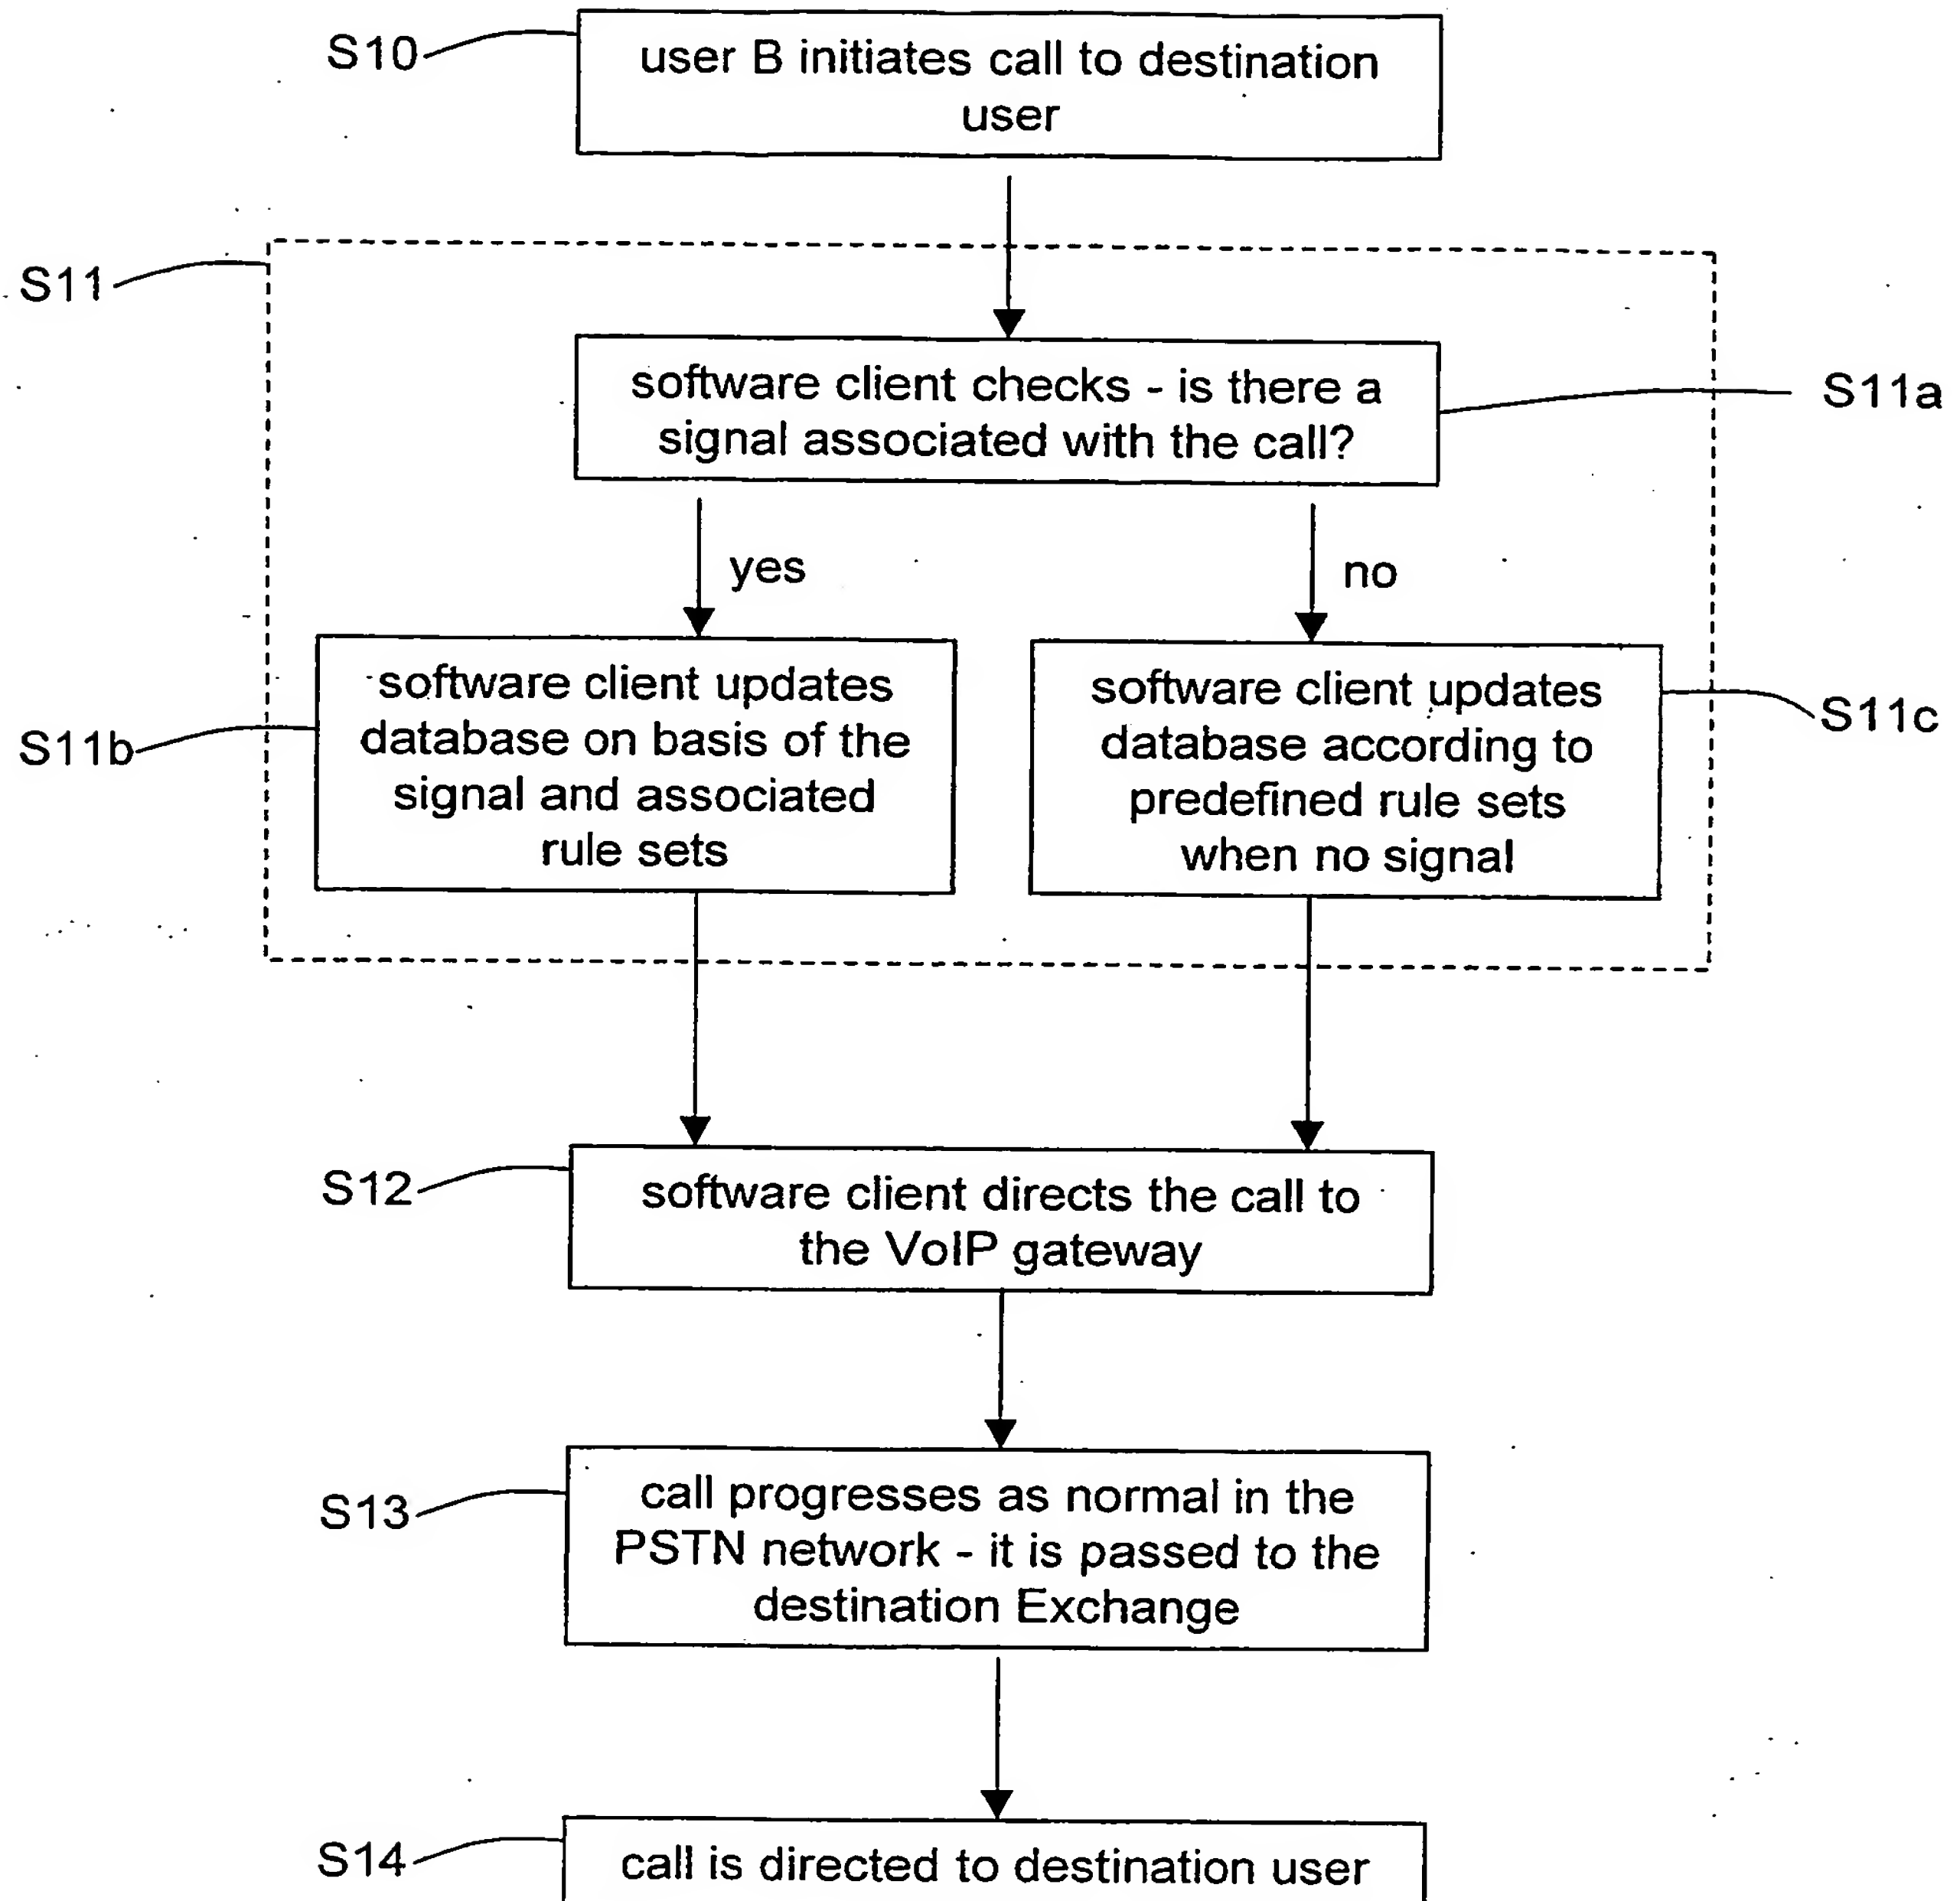 S10
user B initiates call to destination
user
S11
software client checks - is there a
signal associated with the call?
S11a
yes
no
software client updates
database on basis of the
signal and associated
rule sets
S11b
software client updates
database according to
predefined rule sets
when no signal
S11c
S12
software client directs the call to
the VoIP gateway
S13
call progresses as normal in the
PSTN network - it is passed to the
destination Exchange
S14
call is directed to destination user